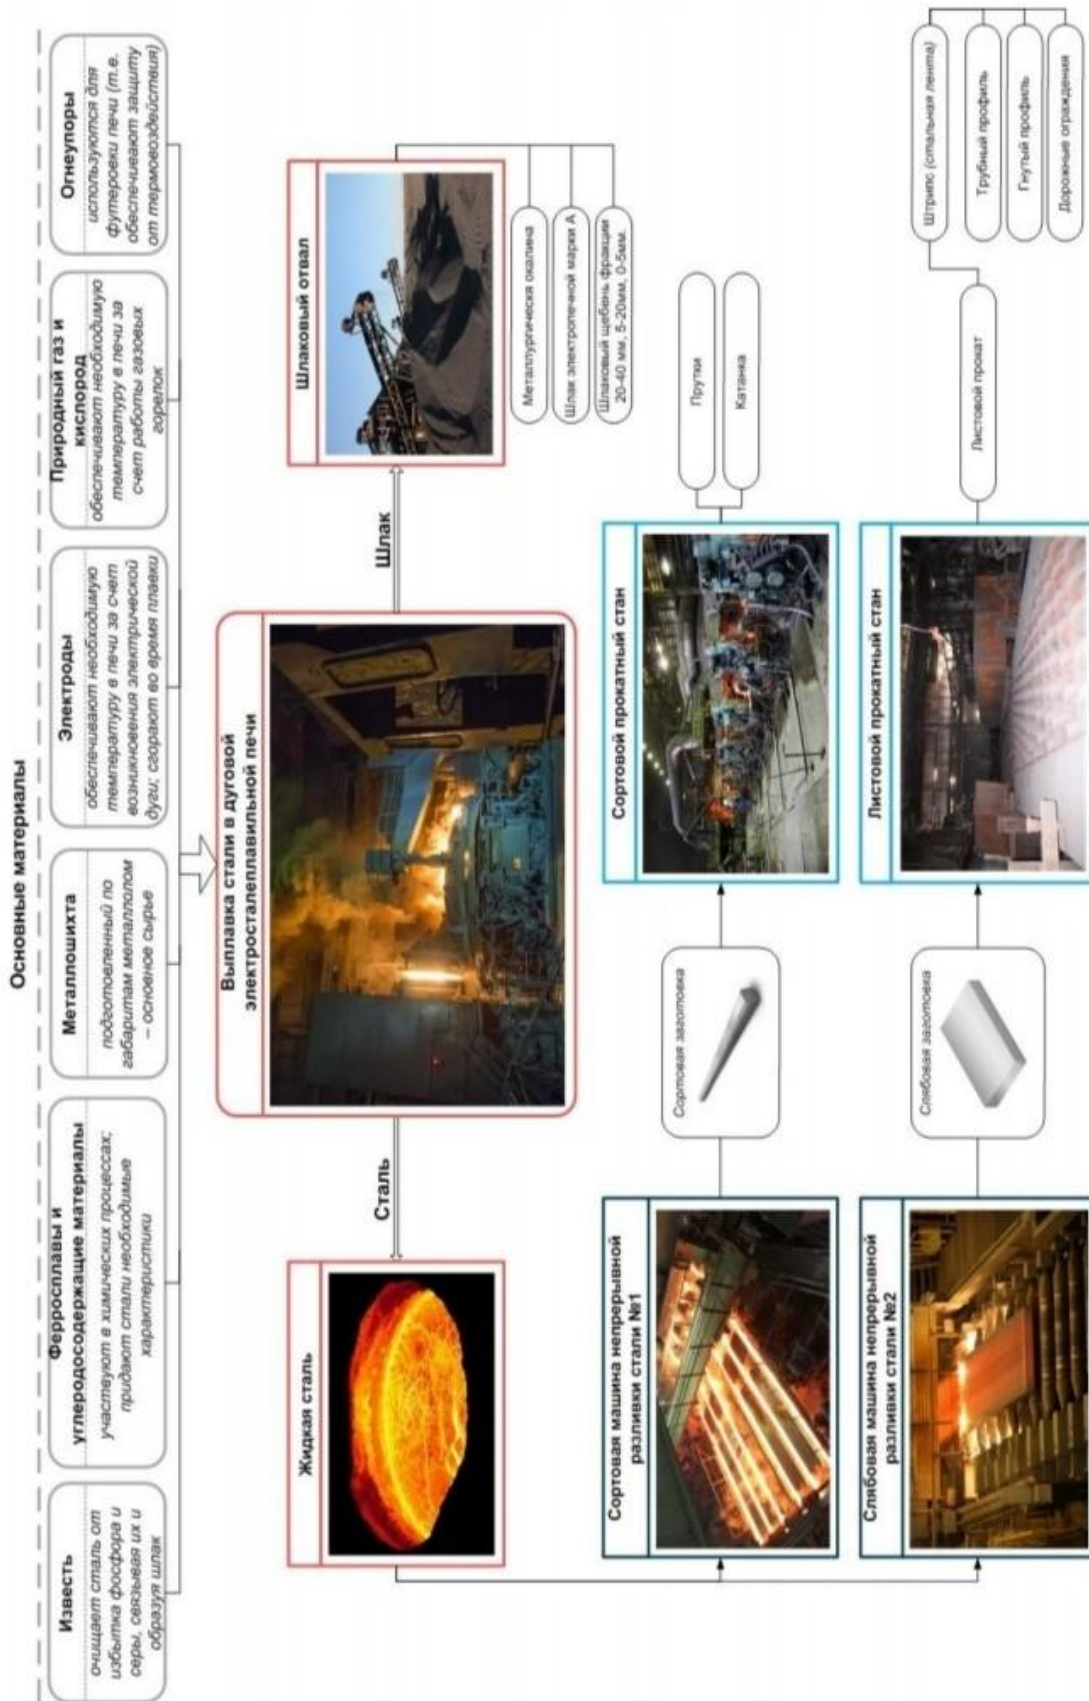 Основные материалы
Известь
очищает сталь от
избытка фосфора и
серы, связывая их и
образуя шлак
Ферросплавы и
углеродосодержащие материалы
участвуют в химических процессах;
придают стали необходимые
характеристики
Металлошихта
подготовленный по
габаритам металлолом
– основное сырье
Электроды
обеспечивают необходимую
температуру в печи за счет
возникновения электрической
дуги; сгорают во время плавки
Природный газ и
кислород
обеспечивают необходимую
температуру в печи за
счет работы газовых
горелок
Огнеупоры
используются для
футеровки печи (т.е.
обеспечивают защиту
от термовоздействия)
Выплавка стали в дуговой
электросталеплавильной печи
Сталь
Шлак
Жидкая сталь
Шлаковый отвал
Металлургическя окалина
Шлак электропечной марки А
Шлаковый щебень фракции
20-40 мм, 5-20мм, 0-5мм.
Сортовая машина непрерывной
разливки стали №1
Сортовая заготовка
Сортовой прокатный стан
Прутки
Катанка
Слябовая машина непрерывной
разливки стали №2
Слябовая заготовка
Листовой прокатный стан
Листовой прокат
Штрипс (стальная лента)
Трубный профиль
Гнутый профиль
Дорожные ограждения